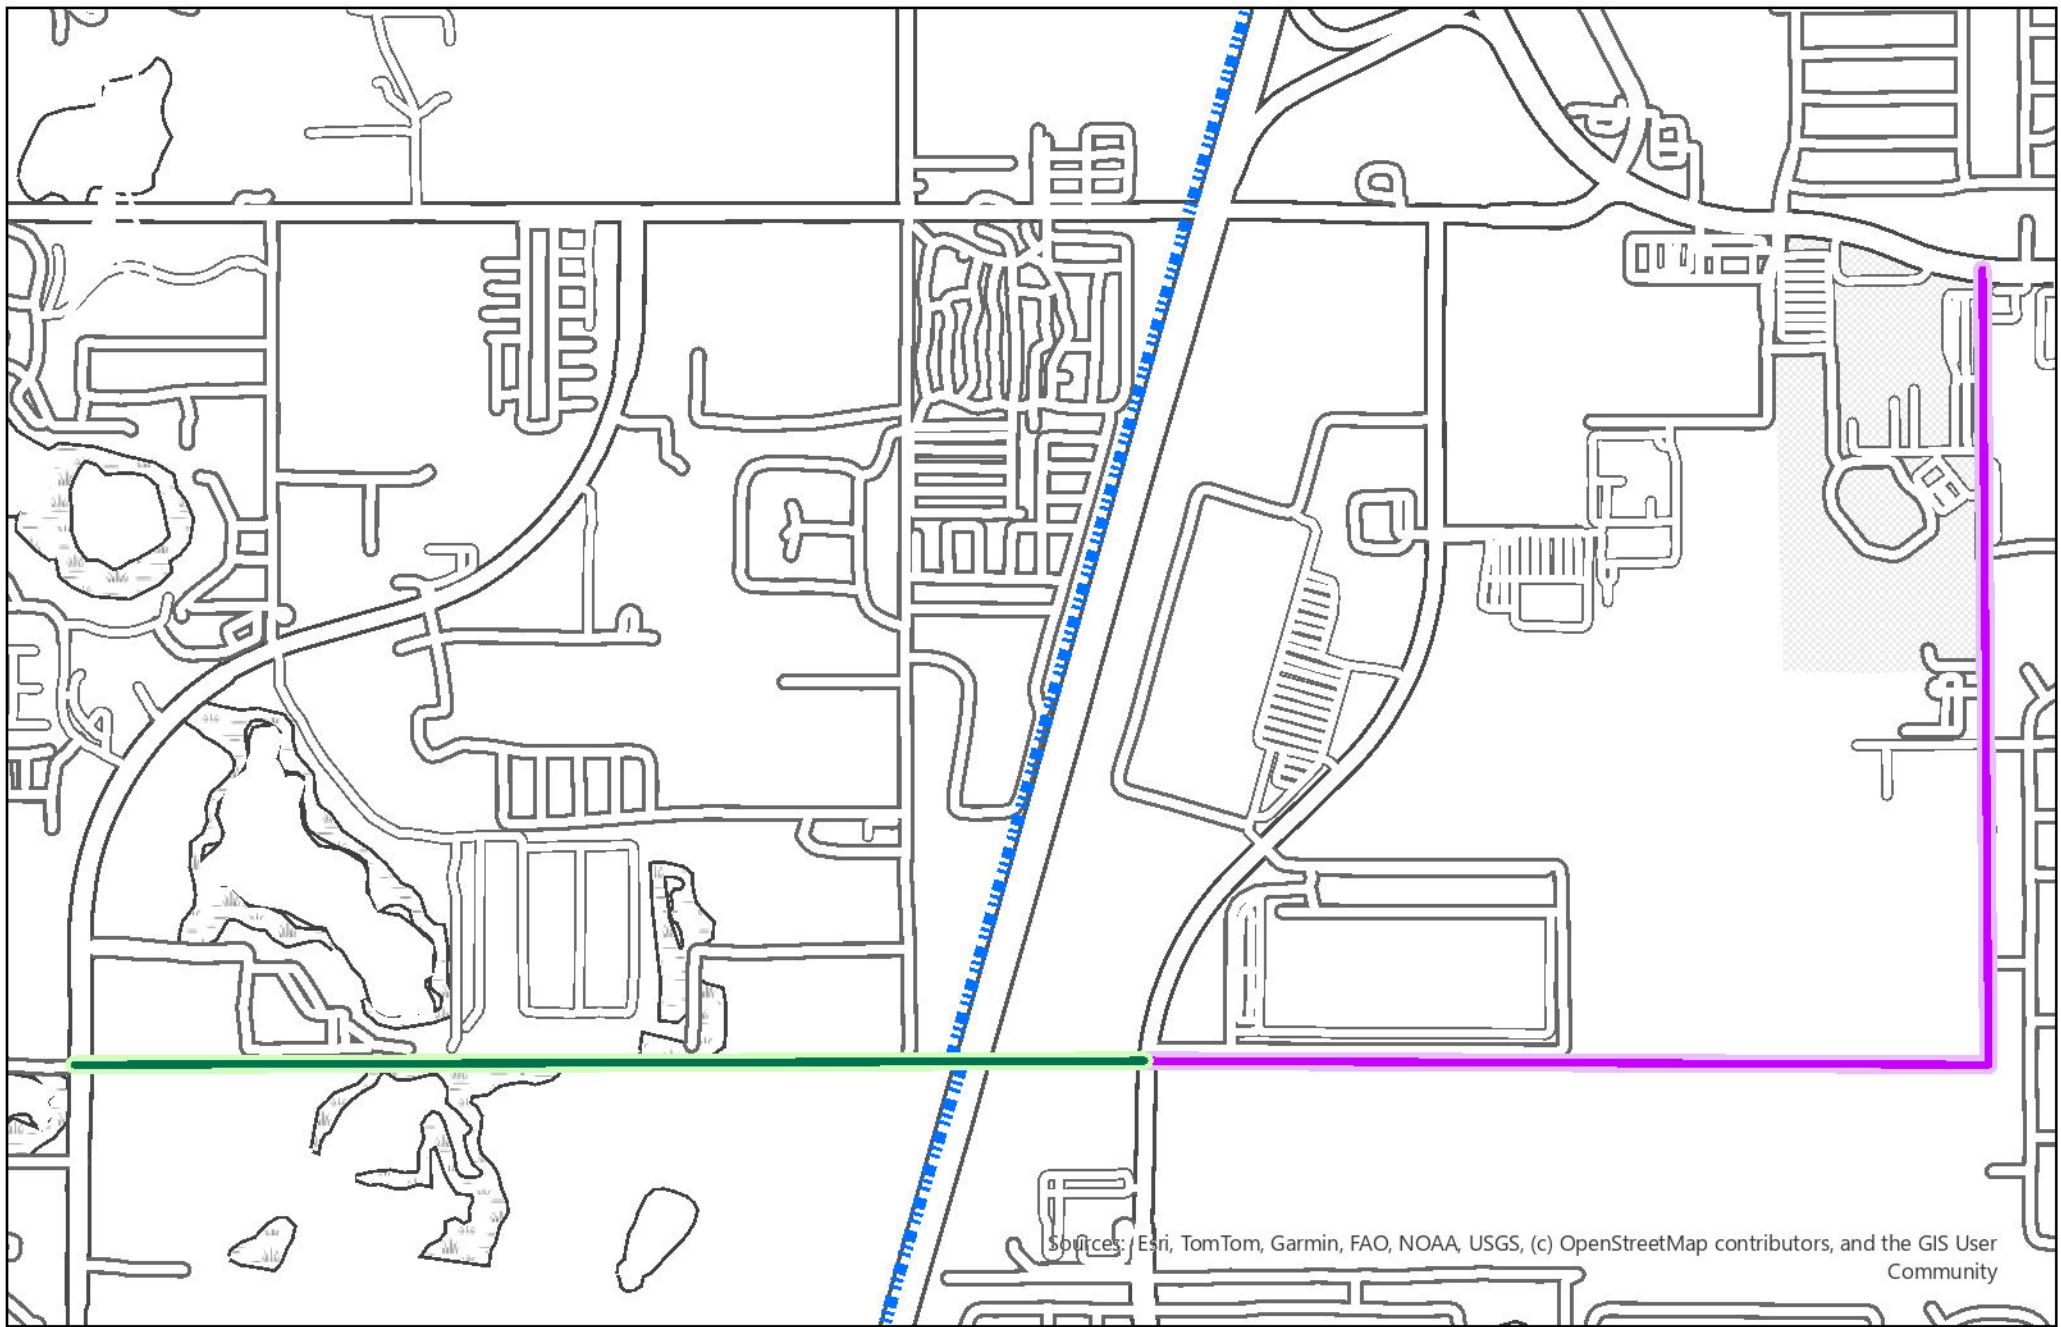 Sources: Esri, TomTom, Garmin, FAO, NOAA, USGS, (c) OpenStreetMap contributors, and the GIS User
Community